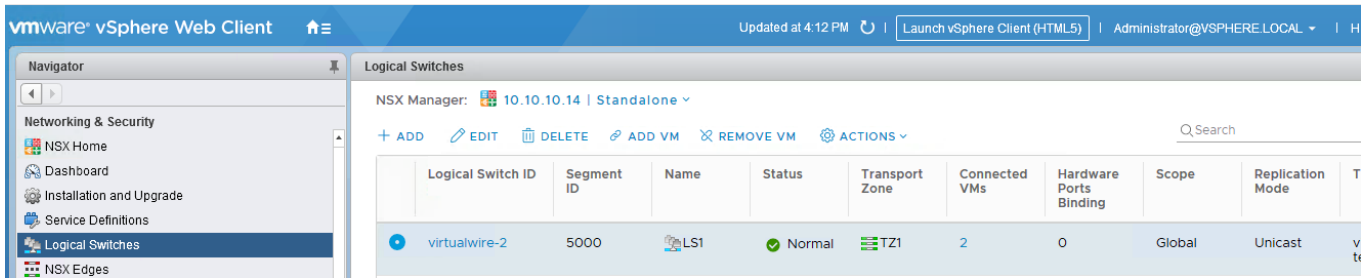 vmware® vSphere Web Client
Updated at 4:12 PM | Launch vSphere Client (HTML5) | Administrator@VSPHERE.LOCAL | H
Navigator
Logical Switches
NSX Manager: 10.10.10.14 | Standalone
Networking & Security
ADD EDIT DELETE ADD VM REMOVE VM ACTIONS
Search
NSX Home
Dashboard
Installation and Upgrade
Service Definitions
Logical Switches
NSX Edges
Logical Switch ID Segment ID Name Status Transport Zone Connected VMs Hardware Ports Binding Scope Replication Mode T
virtualwire-2 5000 LS1 Normal TZ1 2 0 Global Unicast